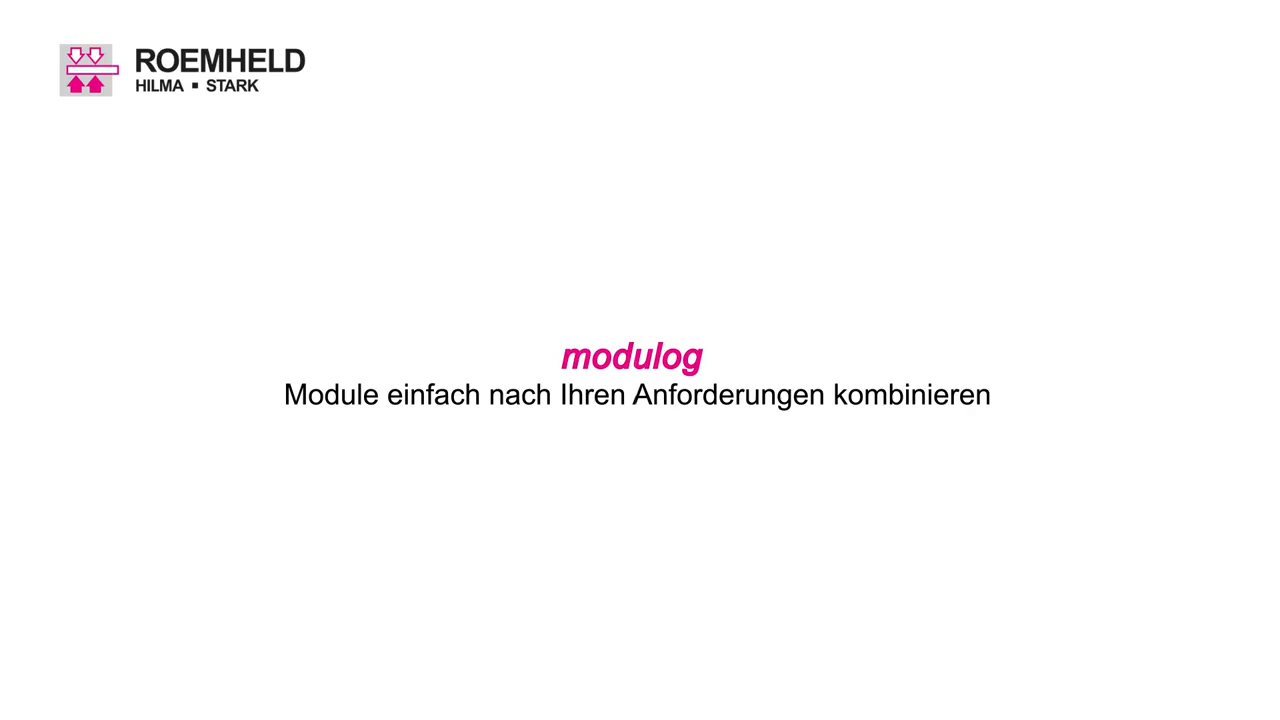 ROEMHELD
HILMA ▪ STARK
modulog
Module einfach nach Ihren Anforderungen kombinieren